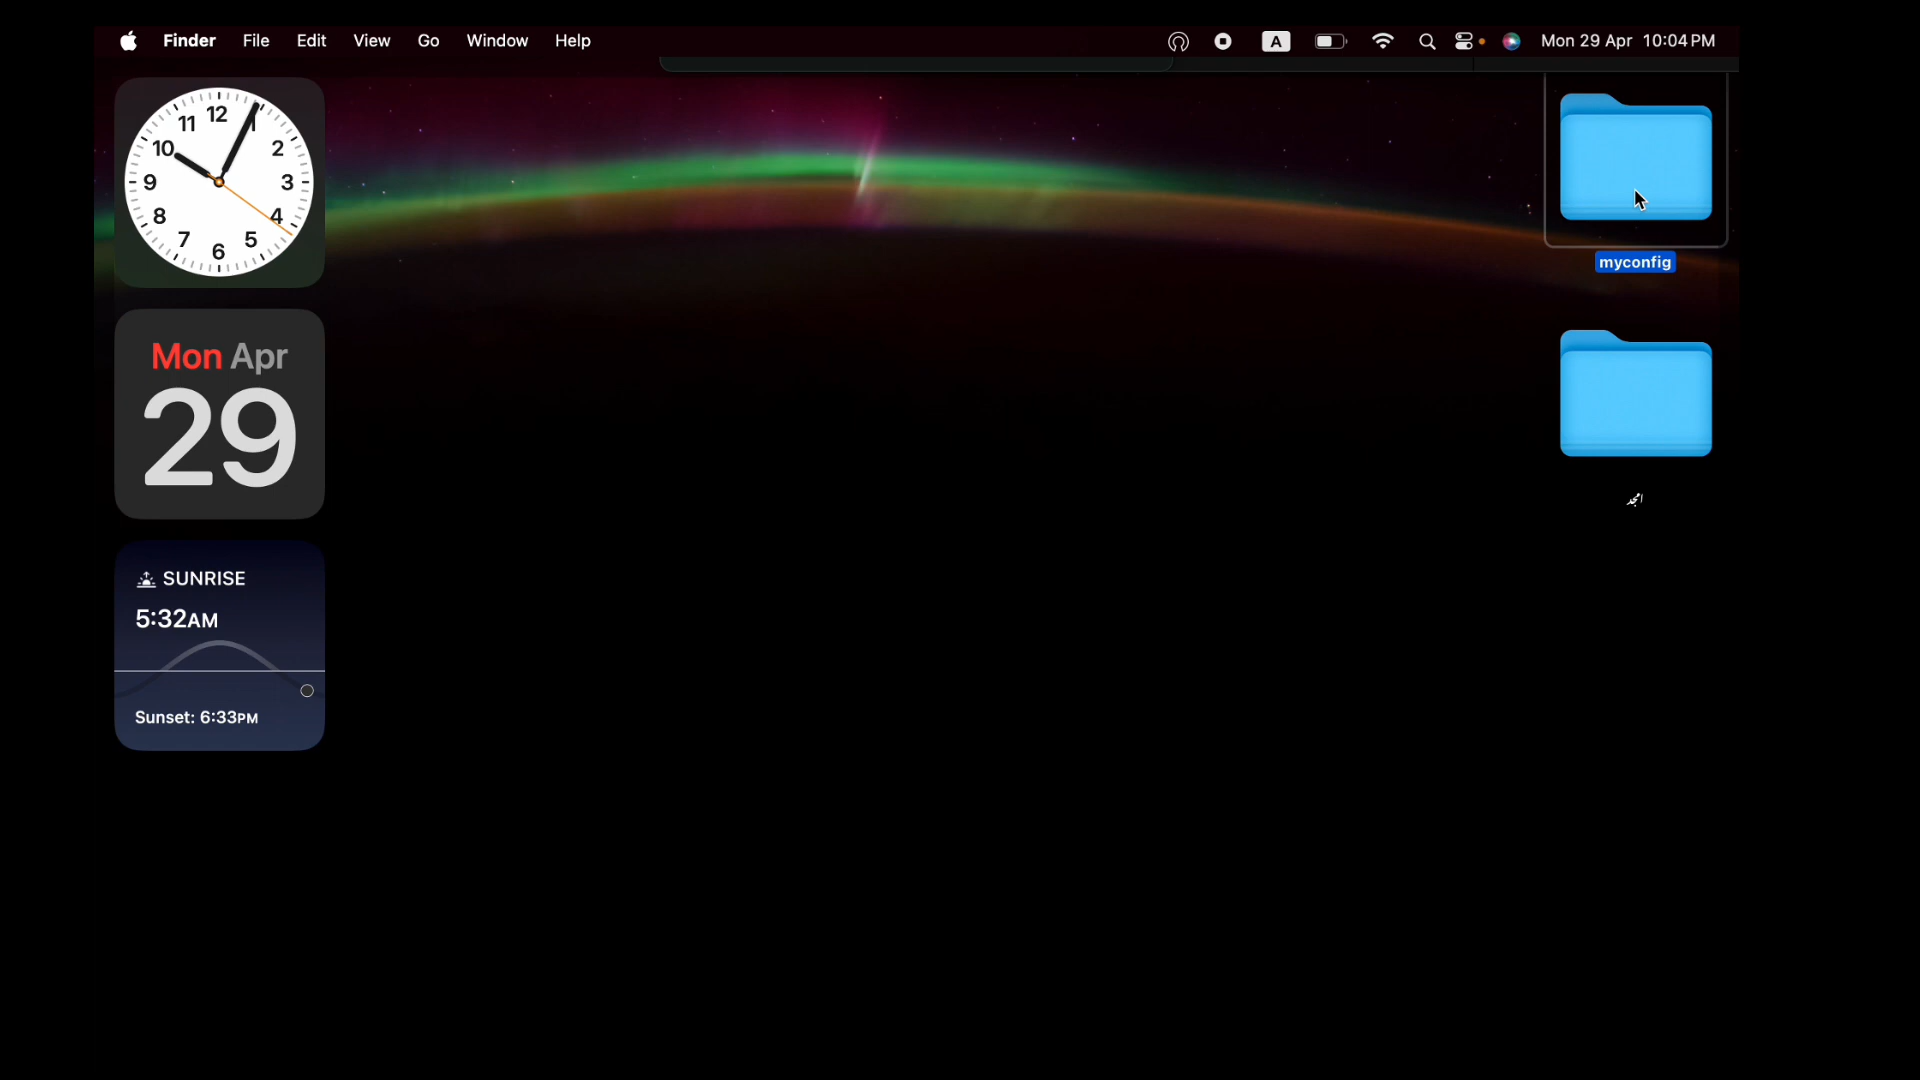 Finder File Edit View Go Window Help A Mon 29 Apr 10:04 PM
12
11 1
10 2
9 3
8 4
7 5
6
Mon Apr
29
SUNRISE
5:32AM
Sunset: 6:33PM
myconfig
امجد